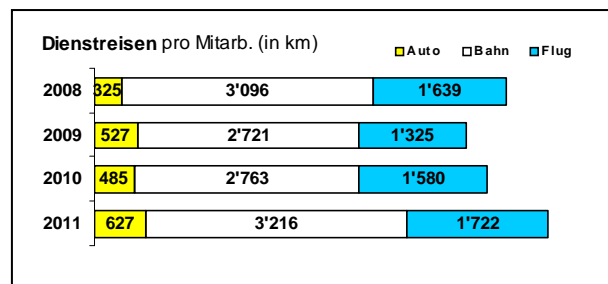 Dienstreisen pro Mitarb. (in km) Auto Bahn Flug
2008 325 3'096 1'639
2009 527 2'721 1'325
2010 485 2'763 1'580
2011 627 3'216 1'722